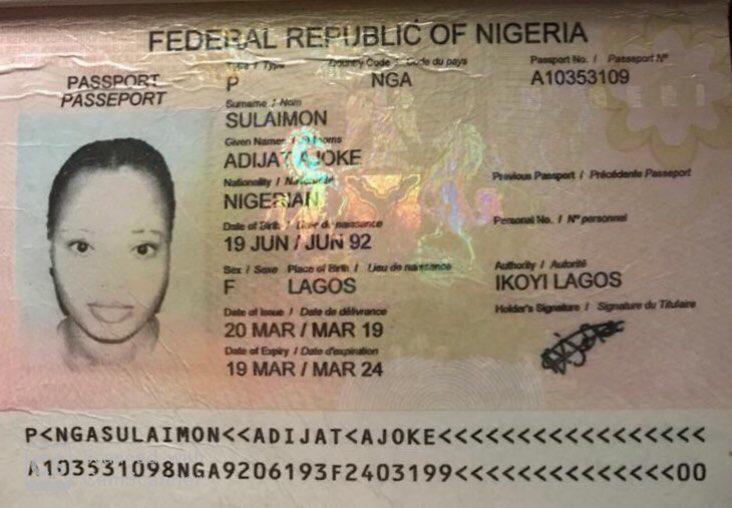 FEDERAL REPUBLIC OF NIGERIA
PASSPORT
PASSEPORT
Type / Type
P
Country Code / Code du pays
NGA
Passport No. / Passeport N°
A10353109
Surname / Nom
SULAIMON
Given Names /
ADIJAT AJOKE
Nationality /
NIGERIAN
Previous Passport / Précédente Passeport
Date of Birth / Date de naissance
19 JUN / JUN 92
Personal No. / N° personnel
Sex / Sexe
F
Place of Birth / Lieu de naissance
LAGOS
Authority / Autorité
IKOYI LAGOS
Date of Issue / Date de délivrance
20 MAR / MAR 19
Holder's Signature / Signature du Titulaire
Date of Expiry / Date d'expiration
19 MAR / MAR 24
P<NGASULAIMON<<ADIJAT<AJOKE<<<<<<<<<<<<<<<<<
A103531098NGA9206193F2403199<<<<<<<<<<<<<<00